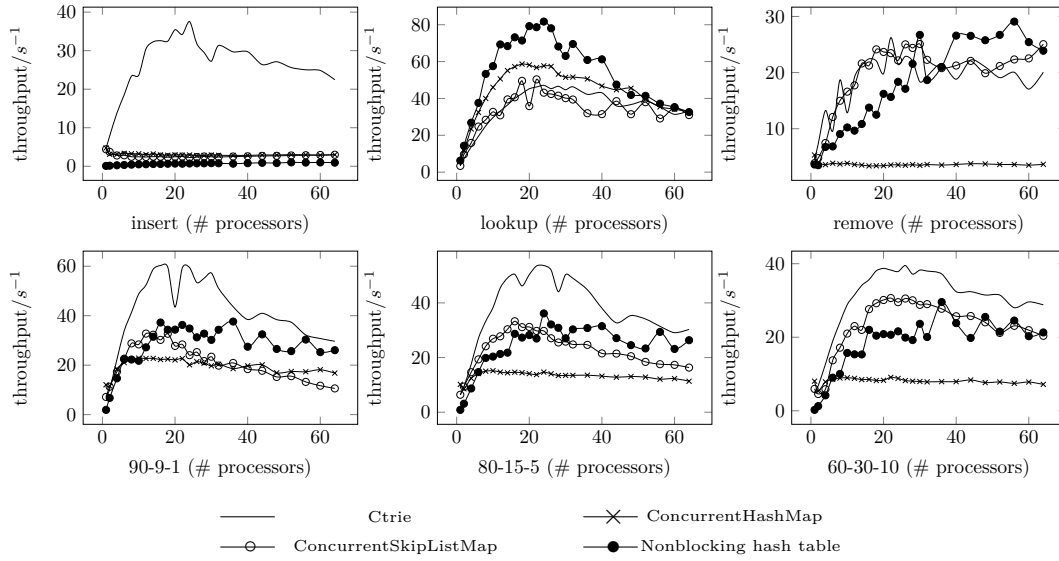 0 10 20 30 40
throughput/s⁻¹
0 20 40 60
insert (# processors)
0 20 40 60 80
throughput/s⁻¹
0 20 40 60
lookup (# processors)
10 20 30
throughput/s⁻¹
0 20 40 60
remove (# processors)
0 20 40 60
throughput/s⁻¹
0 20 40 60
90-9-1 (# processors)
0 20 40
throughput/s⁻¹
0 20 40 60
80-15-5 (# processors)
0 20 40
throughput/s⁻¹
0 20 40 60
60-30-10 (# processors)
Ctrie
ConcurrentHashMap
ConcurrentSkipListMap
Nonblocking hash table